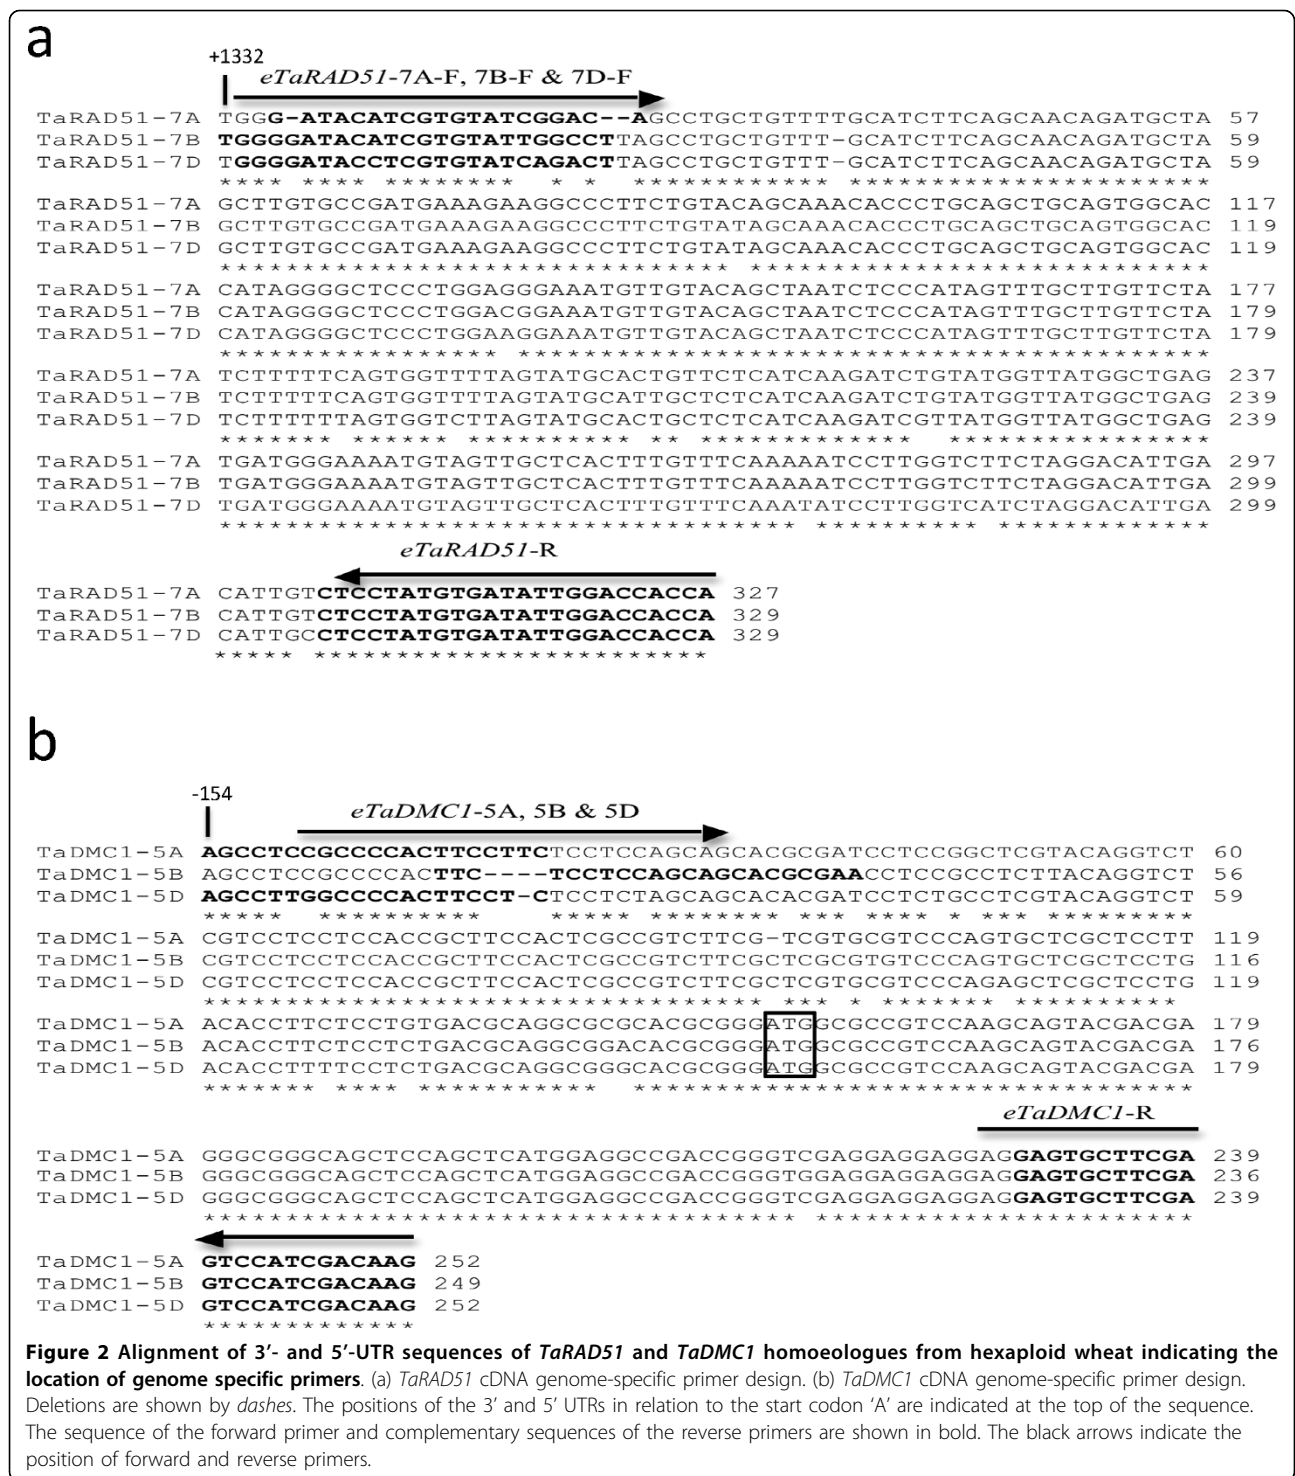 a
+1332
eTaRAD51-7A-F, 7B-F & 7D-F
TaRAD51-7A TGGG-ATACATCGTGTATCGGAC--AGCCTGCTGTTTTGCATCTTCAGCAACAGATGCTA 57
TaRAD51-7B TGGGGATACATCGTGTATTGGCCTTAGCCTGCTGTTT-GCATCTTCAGCAACAGATGCTA 59
TaRAD51-7D TGGGGATACCTCGTGTATCAGACTTAGCCTGCTGTTT-GCATCTTCAGCAACAGATGCTA 59
**** **** ******** * * ************ **********************
TaRAD51-7A GCTTGTGCCGATGAAAGAAGGCCCTTCTGTACAGCAAACACCCTGCAGCTGCAGTGGCAC 117
TaRAD51-7B GCTTGTGCCGATGAAAGAAGGCCCTTCTGTATAGCAAACACCCTGCAGCTGCAGTGGCAC 119
TaRAD51-7D GCTTGTGCCGATGAAAGAAGGCCCTTCTGTATAGCAAACACCCTGCAGCTGCAGTGGCAC 119
******************************* ****************************
TaRAD51-7A CATAGGGGCTCCCTGGAGGGAAATGTTGTACAGCTAATCTCCCATAGTTTGCTTGTTCTA 177
TaRAD51-7B CATAGGGGCTCCCTGGACGGAAATGTTGTACAGCTAATCTCCCATAGTTTGCTTGTTCTA 179
TaRAD51-7D CATAGGGGCTCCCTGGAAGGAAATGTTGTACAGCTAATCTCCCATAGTTTGCTTGTTCTA 179
***************** ******************************************
TaRAD51-7A TCTTTTTCAGTGGTTTTAGTATGCACTGTTCTCATCAAGATCTGTATGGTTATGGCTGAG 237
TaRAD51-7B TCTTTTTCAGTGGTTTTAGTATGCATTGCTCTCATCAAGATCTGTATGGTTATGGCTGAG 239
TaRAD51-7D TCTTTTTTAGTGGTCTTAGTATGCACTGCTCTCATCAAGATCGTTATGGTTATGGCTGAG 239
******* ****** ********** ** ************* ****************
TaRAD51-7A TGATGGGAAAATGTAGTTGCTCACTTTGTTTCAAAAATCCTTGGTCTTCTAGGACATTGA 297
TaRAD51-7B TGATGGGAAAATGTAGTTGCTCACTTTGTTTCAAAAATCCTTGGTCTTCTAGGACATTGA 299
TaRAD51-7D TGATGGGAAAATGTAGTTGCTCACTTTGTTTCAAATATCCTTGGTCATCTAGGACATTGA 299
*********************************** ********** *************
eTaRAD51-R
TaRAD51-7A CATTGTCTCCTATGTGATATTGGACCACCA 327
TaRAD51-7B CATTGTCTCCTATGTGATATTGGACCACCA 329
TaRAD51-7D CATTGCCTCCTATGTGATATTGGACCACCA 329
***** ************************
b
-154
eTaDMC1-5A, 5B & 5D
TaDMC1-5A AGCCTCCGCCCCACTTCCTTCTCCTCCAGCAGCACGCGATCCTCCGGCTCGTACAGGTCT 60
TaDMC1-5B AGCCTCCGCCCCACTTC----TCCTCCAGCAGCACGCGAACCTCCGCCTCTTACAGGTCT 56
TaDMC1-5D AGCCTTGGCCCCACTTCCT-CTCCTCTAGCAGCACACGATCCTCTGCCTCGTACAGGTCT 59
***** ********** ***** ******** *** **** * *** *********
TaDMC1-5A CGTCCTCCTCCACCGCTTCCACTCGCCGTCTTCG-TCGTGCGTCCCAGTGCTCGCTCCTT 119
TaDMC1-5B CGTCCTCCTCCACCGCTTCCACTCGCCGTCTTCGCTCGCGTGTCCCAGTGCTCGCTCCTG 116
TaDMC1-5D CGTCCTCCTCCACCGCTTCCACTCGCCGTCTTCGCTCGTGCGTCCCAGAGCTCGCTCCTG 119
********************************** *** * ******* **********
TaDMC1-5A ACACCTTCTCCTGTGACGCAGGCGCGCACGCGGGATGGCGCCGTCCAAGCAGTACGACGA 179
TaDMC1-5B ACACCTTCTCCTCTGACGCAGGCGGACACGCGGGATGGCGCCGTCCAAGCAGTACGACGA 176
TaDMC1-5D ACACCTTTTCCTCTGACGCAGGCGGGCACGCGGGATGGCGCCGTCCAAGCAGTACGACGA 179
******* **** *********** **********************************
eTaDMC1-R
TaDMC1-5A GGGCGGGCAGCTCCAGCTCATGGAGGCCGACCGGGTCGAGGAGGAGGAGGAGTGCTTCGA 239
TaDMC1-5B GGGCGGGCAGCTCCAGCTCATGGAGGCCGACCGGGTGGAGGAGGAGGAGGAGTGCTTCGA 236
TaDMC1-5D GGGCGGGCAGCTCCAGCTCATGGAGGCCGACCGGGTCGAGGAGGAGGAGGAGTGCTTCGA 239
************************************ ***********************
TaDMC1-5A GTCCATCGACAAG 252
TaDMC1-5B GTCCATCGACAAG 249
TaDMC1-5D GTCCATCGACAAG 252
*************
Figure 2 Alignment of 3'- and 5'-UTR sequences of TaRAD51 and TaDMC1 homoeologues from hexaploid wheat indicating the
location of genome specific primers. (a) TaRAD51 cDNA genome-specific primer design. (b) TaDMC1 cDNA genome-specific primer design.
Deletions are shown by dashes. The positions of the 3' and 5' UTRs in relation to the start codon 'A' are indicated at the top of the sequence.
The sequence of the forward primer and complementary sequences of the reverse primers are shown in bold. The black arrows indicate the
position of forward and reverse primers.